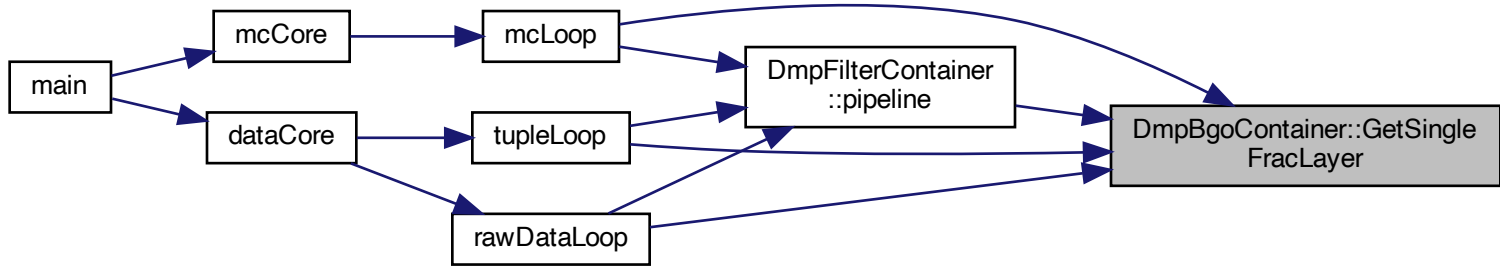 main
mcCore
dataCore
mcLoop
tupleLoop
rawDataLoop
DmpFilterContainer
::pipeline
DmpBgoContainer::GetSingle
FracLayer